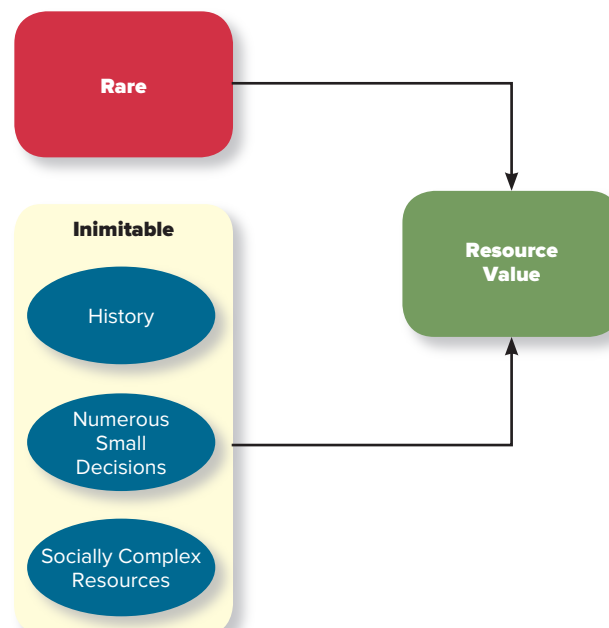 Rare
Inimitable
History
Numerous
Small
Decisions
Socially Complex
Resources
Resource
Value